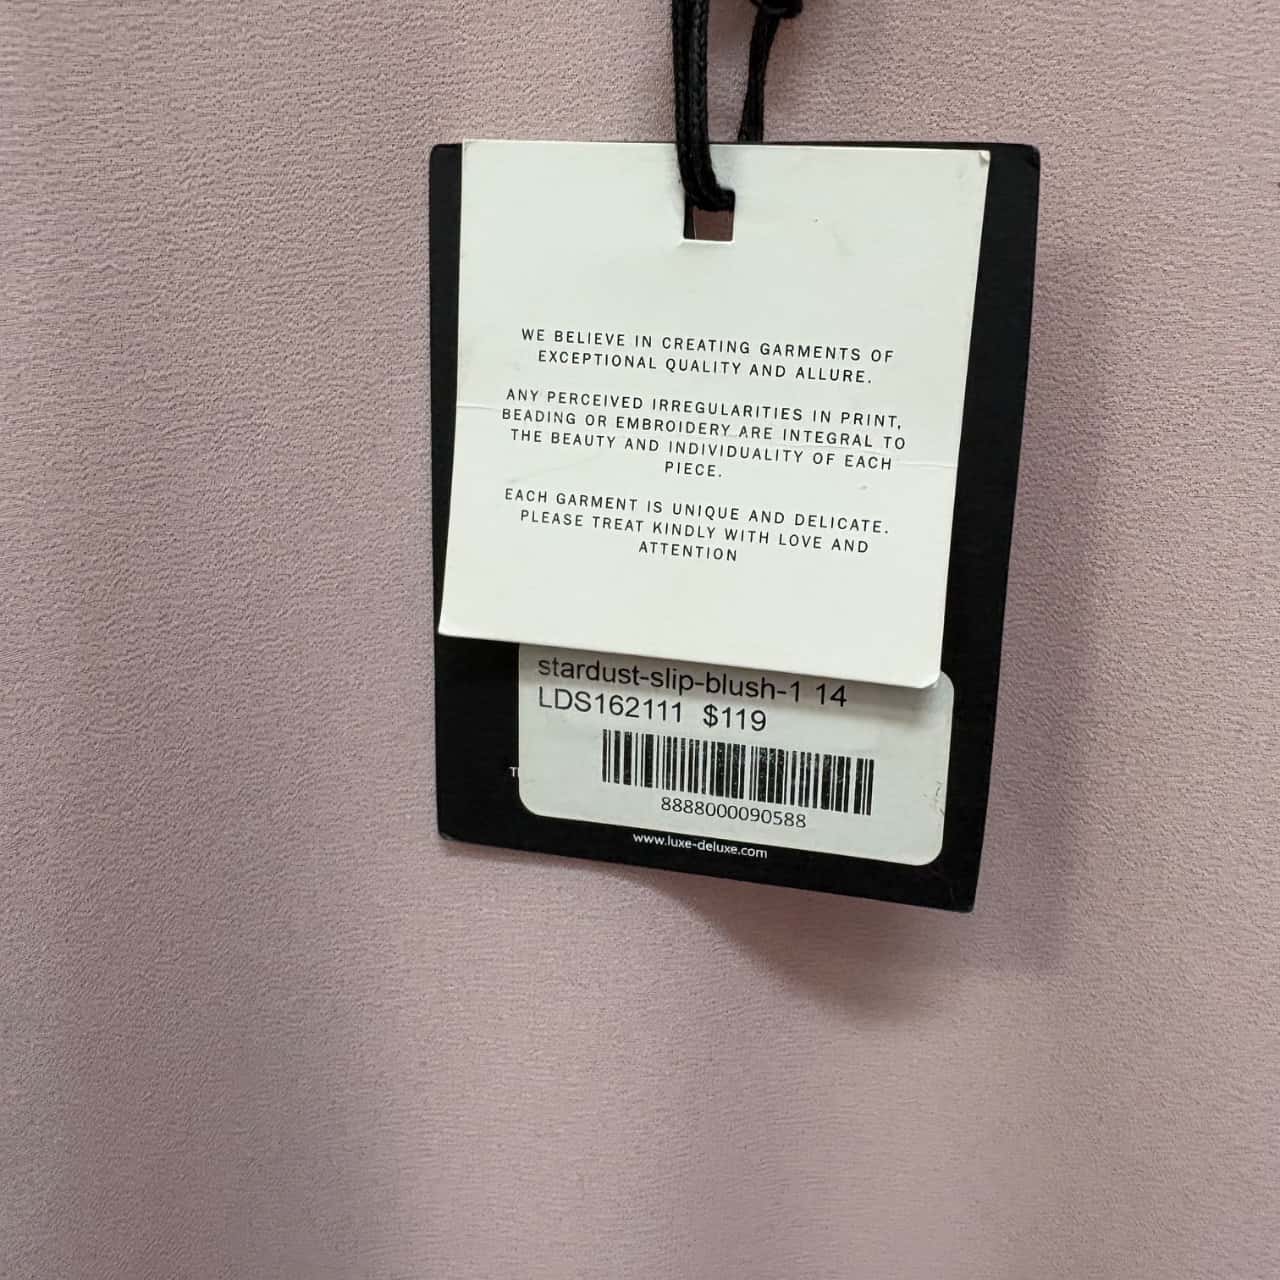 WE BELIEVE IN CREATING GARMENTS OF
EXCEPTIONAL QUALITY AND ALLURE.
ANY PERCEIVED IRREGULARITIES IN PRINT,
BEADING OR EMBROIDERY ARE INTEGRAL TO
THE BEAUTY AND INDIVIDUALITY OF EACH
PIECE.
EACH GARMENT IS UNIQUE AND DELICATE.
PLEASE TREAT KINDLY WITH LOVE AND
ATTENTION
stardust-slip-blush-1 14
LDS162111 $119
8888000090588
www.luxe-deluxe.com